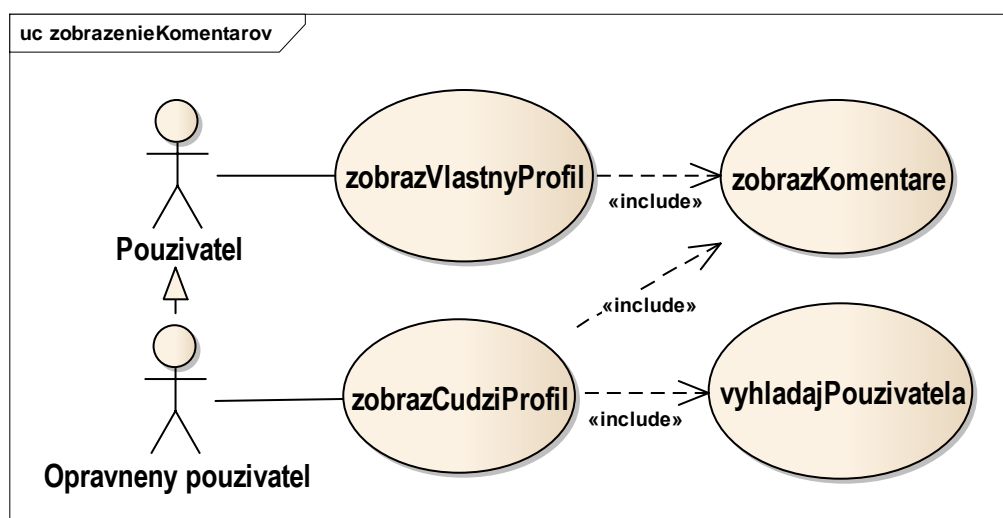 uc zobrazenieKomentarov
zobrazVlastnyProfil
«include»
zobrazKomentare
Pouzivatel
«include»
zobrazCudziProfil
«include»
vyhladajPouzivatela
Opravneny pouzivatel